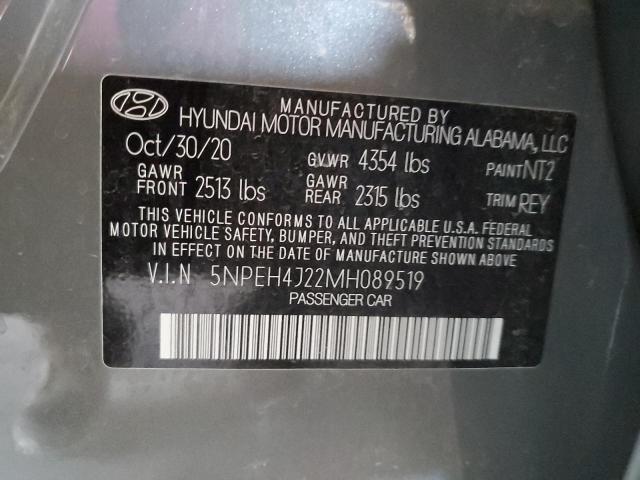 MANUFACTURED BY
HYUNDAI MOTOR MANUFACTURING ALABAMA, LLC
Oct/30/20 GVWR 4354 lbs PAINT NT2
GAWR FRONT 2513 lbs GAWR REAR 2315 lbs TRIM REY
THIS VEHICLE CONFORMS TO ALL APPLICABLE U.S.A. FEDERAL
MOTOR VEHICLE SAFETY, BUMPER, AND THEFT PREVENTION STANDARDS
IN EFFECT ON THE DATE OF MANUFACTURE SHOWN ABOVE.
V.I.N 5NPEH4J22MH089519
PASSENGER CAR